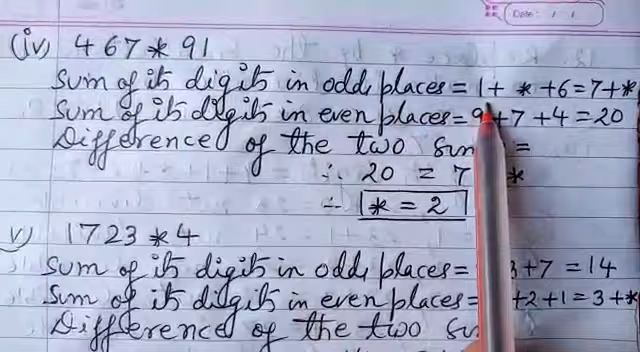 Date: / /
(iv) 467*91
Sum of its digits in odd places = 1+ * +6=7+*
Sum of its digits in even places = 9+7+4=20
Difference of the two =
∴ 20 = 7 *
∴ * = 2
v) 1723*4
Sum of its digits in odd places = 3+7 = 14
Sum of its digits in even places = +2+1= 3+*
Difference of the two